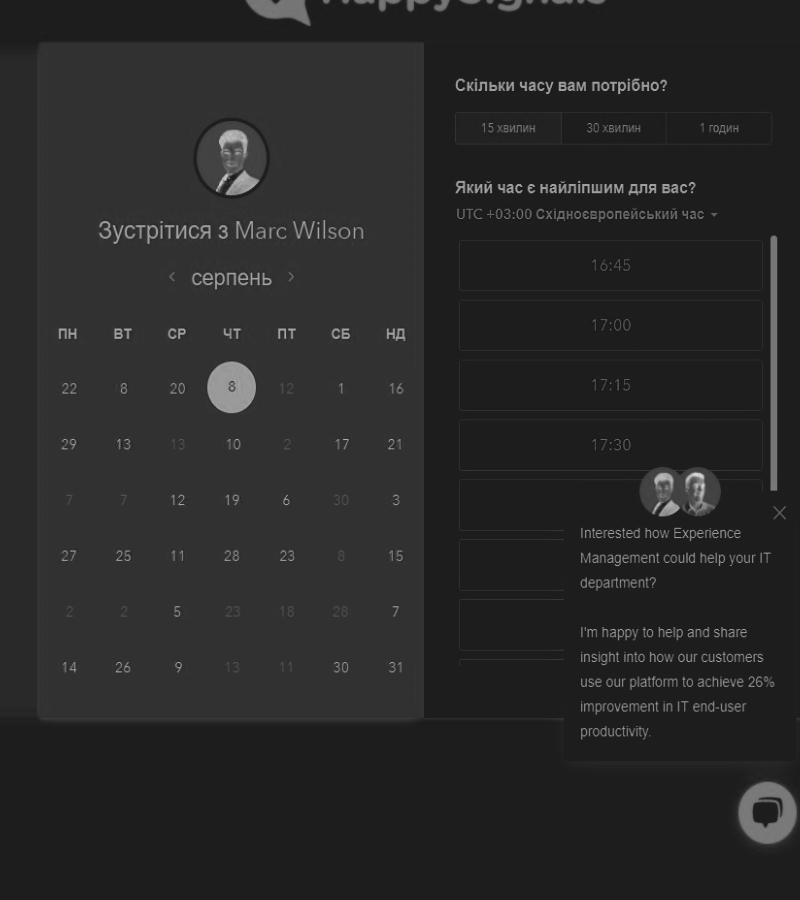 HappySignals
Зустрітися з Marc Wilson
серпень
ПН ВТ СР ЧТ ПТ СБ НД
22 8 20 8 12 1 16
29 13 13 10 2 17 21
7 7 12 19 6 30 3
27 25 11 28 23 8 15
2 2 5 23 18 28 7
14 26 9 13 11 30 31
Скільки часу вам потрібно?
15 хвилин 30 хвилин 1 годин
Який час є найліпшим для вас?
UTC +03:00 Східноєвропейський час
16:45
17:00
17:15
17:30
Interested how Experience
Management could help your IT
department?
I'm happy to help and share
insight into how our customers
use our platform to achieve 26%
improvement in IT end-user
productivity.